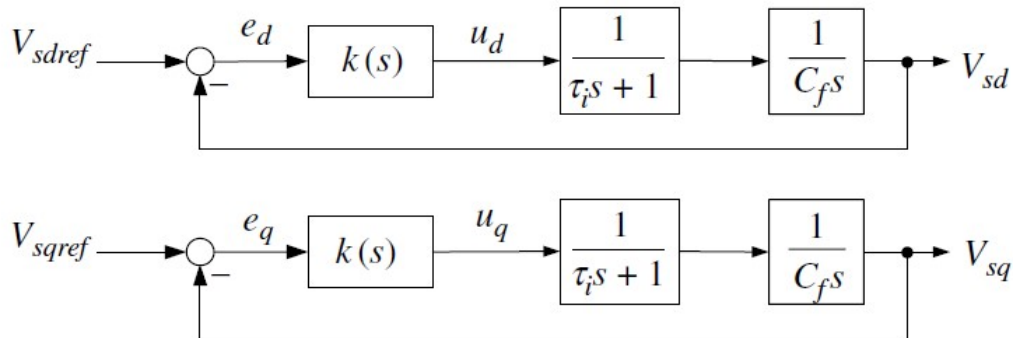 V_sdref e_d k(s) u_d 1/(τ_i s + 1) 1/(C_f s) V_sd
−
V_sqref e_q k(s) u_q 1/(τ_i s + 1) 1/(C_f s) V_sq
−